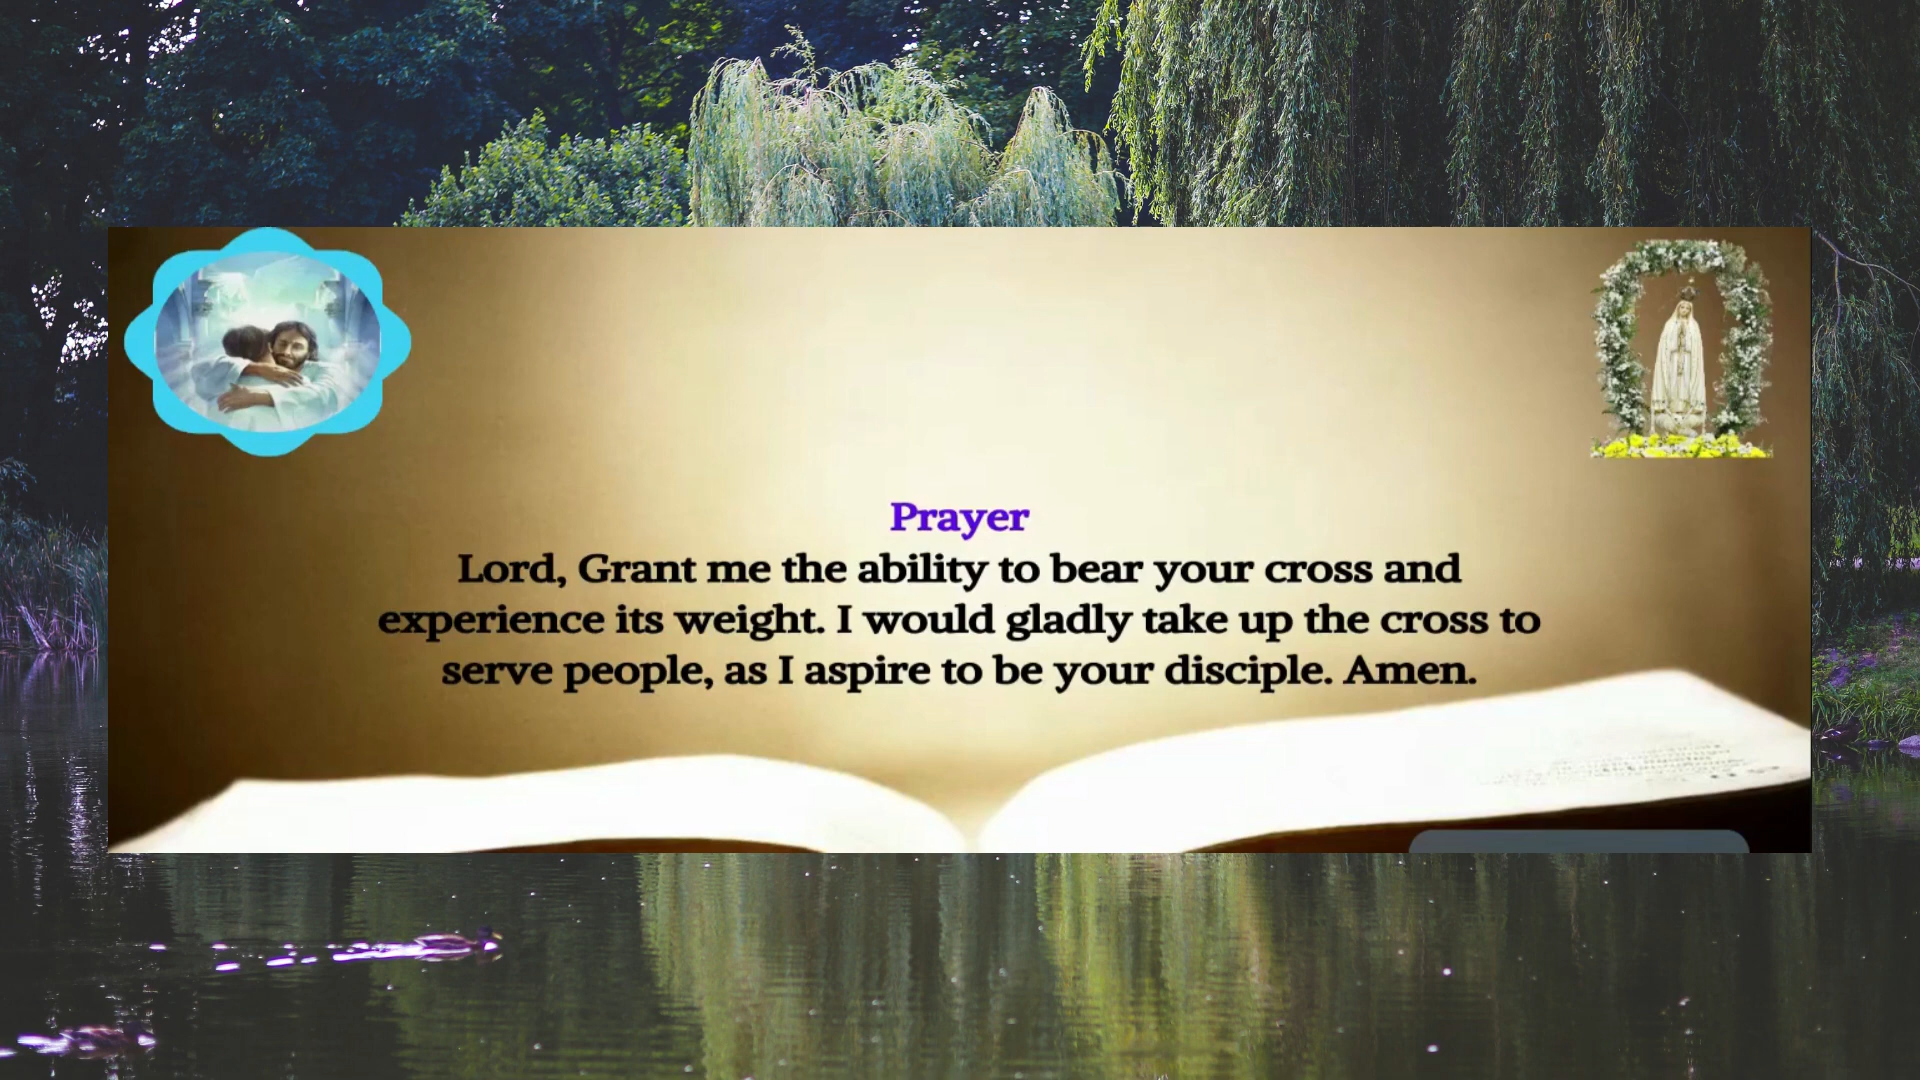 Prayer
Lord, Grant me the ability to bear your cross and
experience its weight. I would gladly take up the cross to
serve people, as I aspire to be your disciple. Amen.